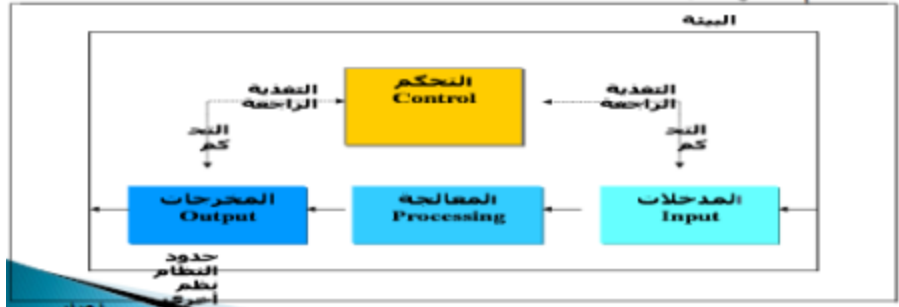 البيئة
التحكم
Control
التغذية
الراجعة
التغذية
الراجعة
التح
كم
التح
كم
المدخلات
Input
المعالجة
Processing
المخرجات
Output
حدود
النظام
نظم
أخرى